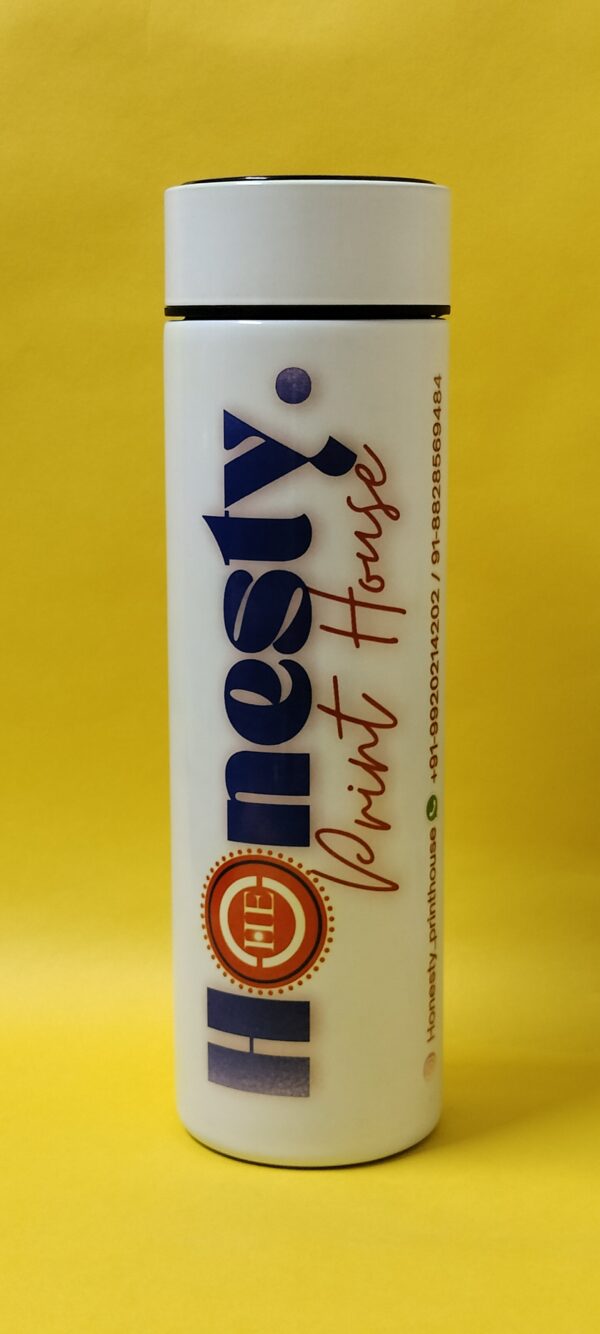 Honesty.
HE
Print House
Honesty_printhouse +91-9920214202 / 91-8828569484